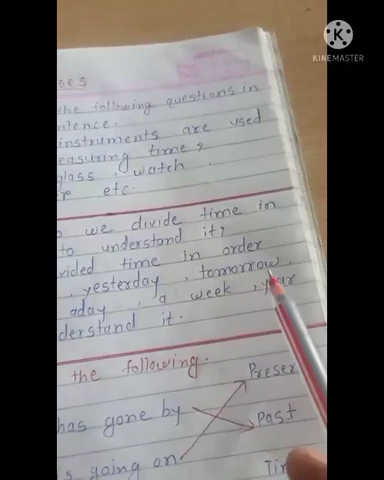 KINEMASTER
ses
the following questions in
ntence.
instruments are used
easuring time ?
glass, watch,
r etc.
we divide time in
to understand it?
vided time in order
, yesterday, tomorrow,
aday, a week, year
derstand it.
the following.
Presen
has gone by
Past
is going on
Tim